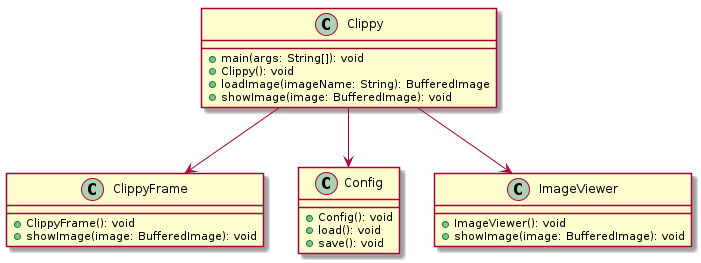 C Clippy
main(args: String[]): void
Clippy(): void
loadImage(imageName: String): BufferedImage
showImage(image: BufferedImage): void
C ClippyFrame
ClippyFrame(): void
showImage(image: BufferedImage): void
C Config
Config(): void
load(): void
save(): void
C ImageViewer
ImageViewer(): void
showImage(image: BufferedImage): void